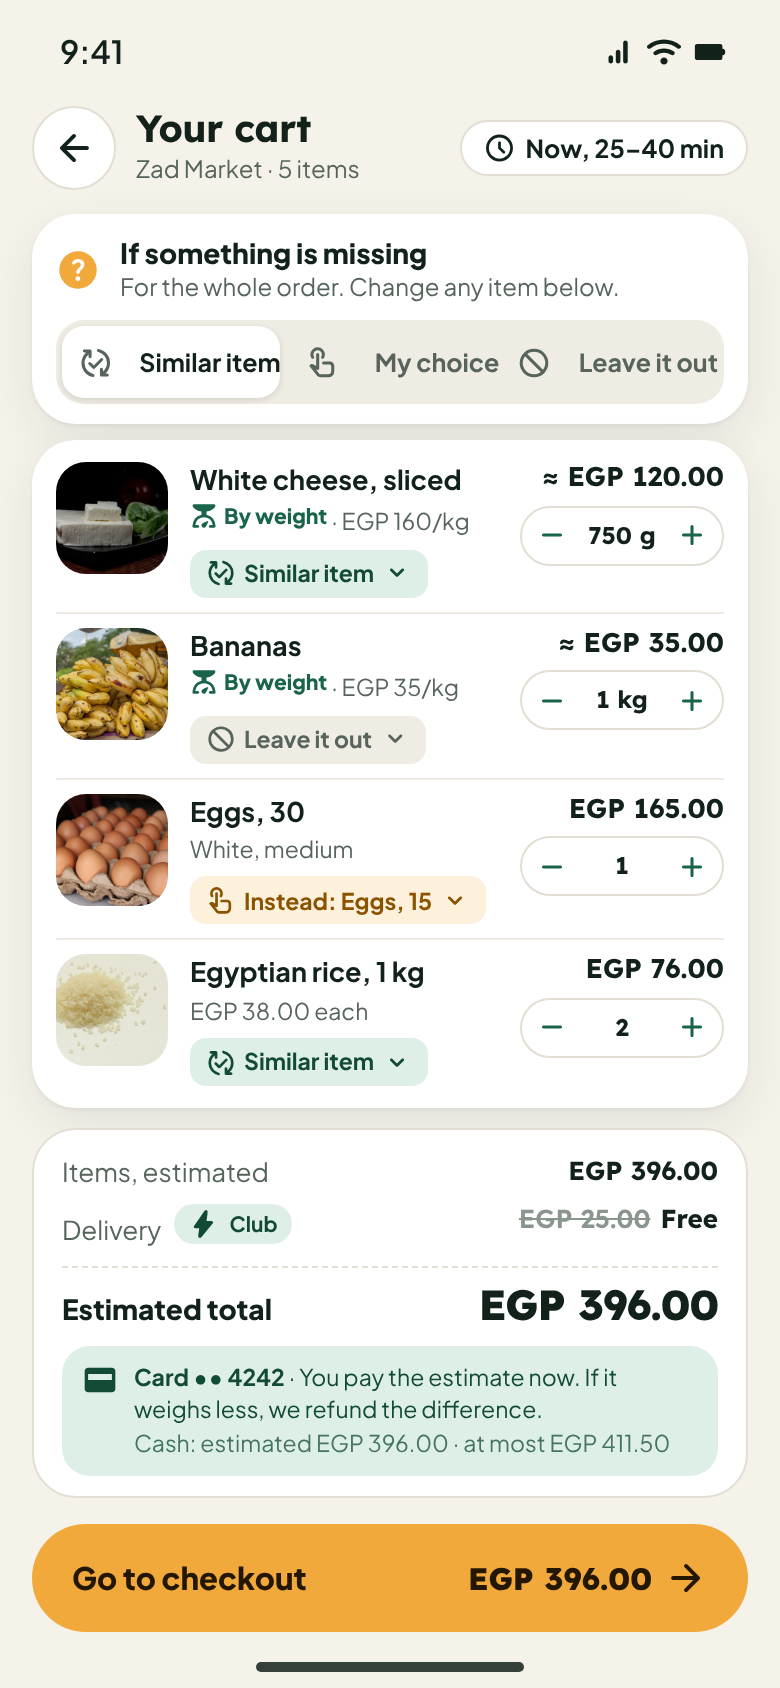 9:41
Your cart
Zad Market · 5 items
Now, 25–40 min
?
If something is missing
For the whole order. Change any item below.
Similar item
My choice
Leave it out
White cheese, sliced
≈ EGP 120.00
By weight · EGP 160/kg
750 g
Similar item
Bananas
≈ EGP 35.00
By weight · EGP 35/kg
1 kg
Leave it out
Eggs, 30
EGP 165.00
White, medium
1
Instead: Eggs, 15
Egyptian rice, 1 kg
EGP 76.00
EGP 38.00 each
2
Similar item
Items, estimated
EGP 396.00
Delivery
Club
EGP 25.00 Free
Estimated total
EGP 396.00
Card •• 4242 · You pay the estimate now. If it
weighs less, we refund the difference.
Cash: estimated EGP 396.00 · at most EGP 411.50
Go to checkout
EGP 396.00